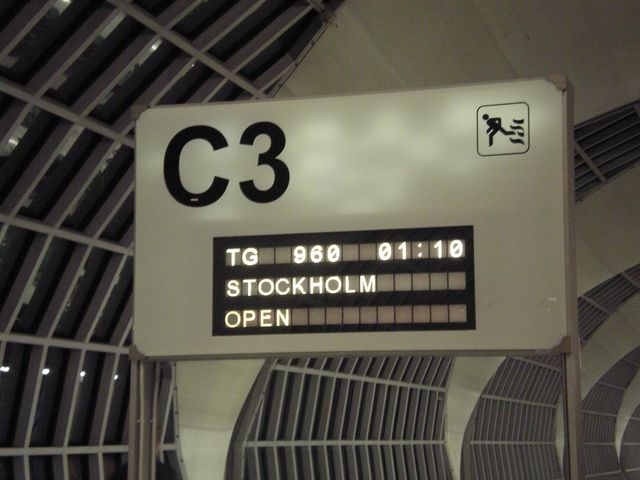 C3
TG 960 01:10
STOCKHOLM
OPEN